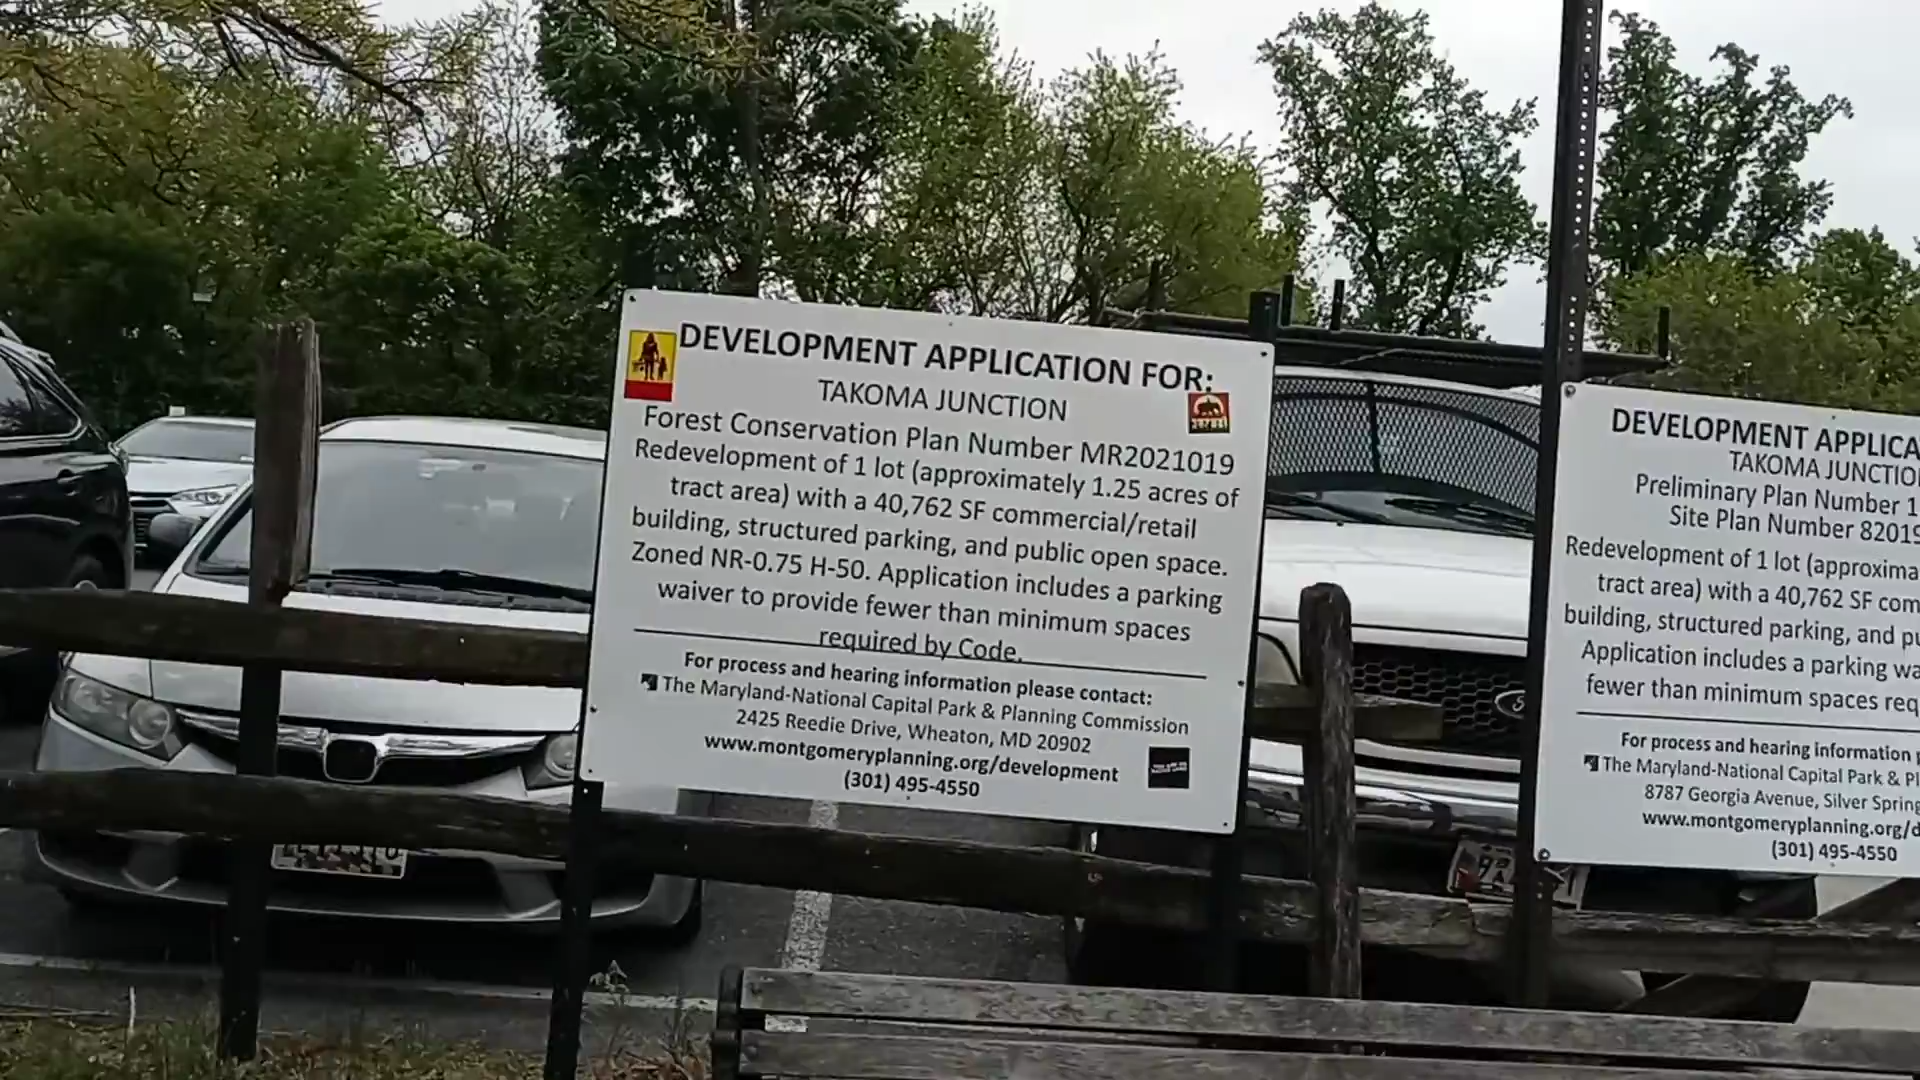 DEVELOPMENT APPLICATION FOR:
TAKOMA JUNCTION
Forest Conservation Plan Number MR2021019
Redevelopment of 1 lot (approximately 1.25 acres of
tract area) with a 40,762 SF commercial/retail
building, structured parking, and public open space.
Zoned NR-0.75 H-50. Application includes a parking
waiver to provide fewer than minimum spaces
required by Code.
For process and hearing information please contact:
The Maryland-National Capital Park & Planning Commission
2425 Reedie Drive, Wheaton, MD 20902
www.montgomeryplanning.org/development
(301) 495-4550
DEVELOPMENT APPLICA
TAKOMA JUNCTIO
Preliminary Plan Number 1
Site Plan Number 82019
Redevelopment of 1 lot (approxima
tract area) with a 40,762 SF com
building, structured parking, and pu
Application includes a parking wa
fewer than minimum spaces req
For process and hearing information
The Maryland-National Capital Park & Pl
8787 Georgia Avenue, Silver Spring
www.montgomeryplanning.org/d
(301) 495-4550